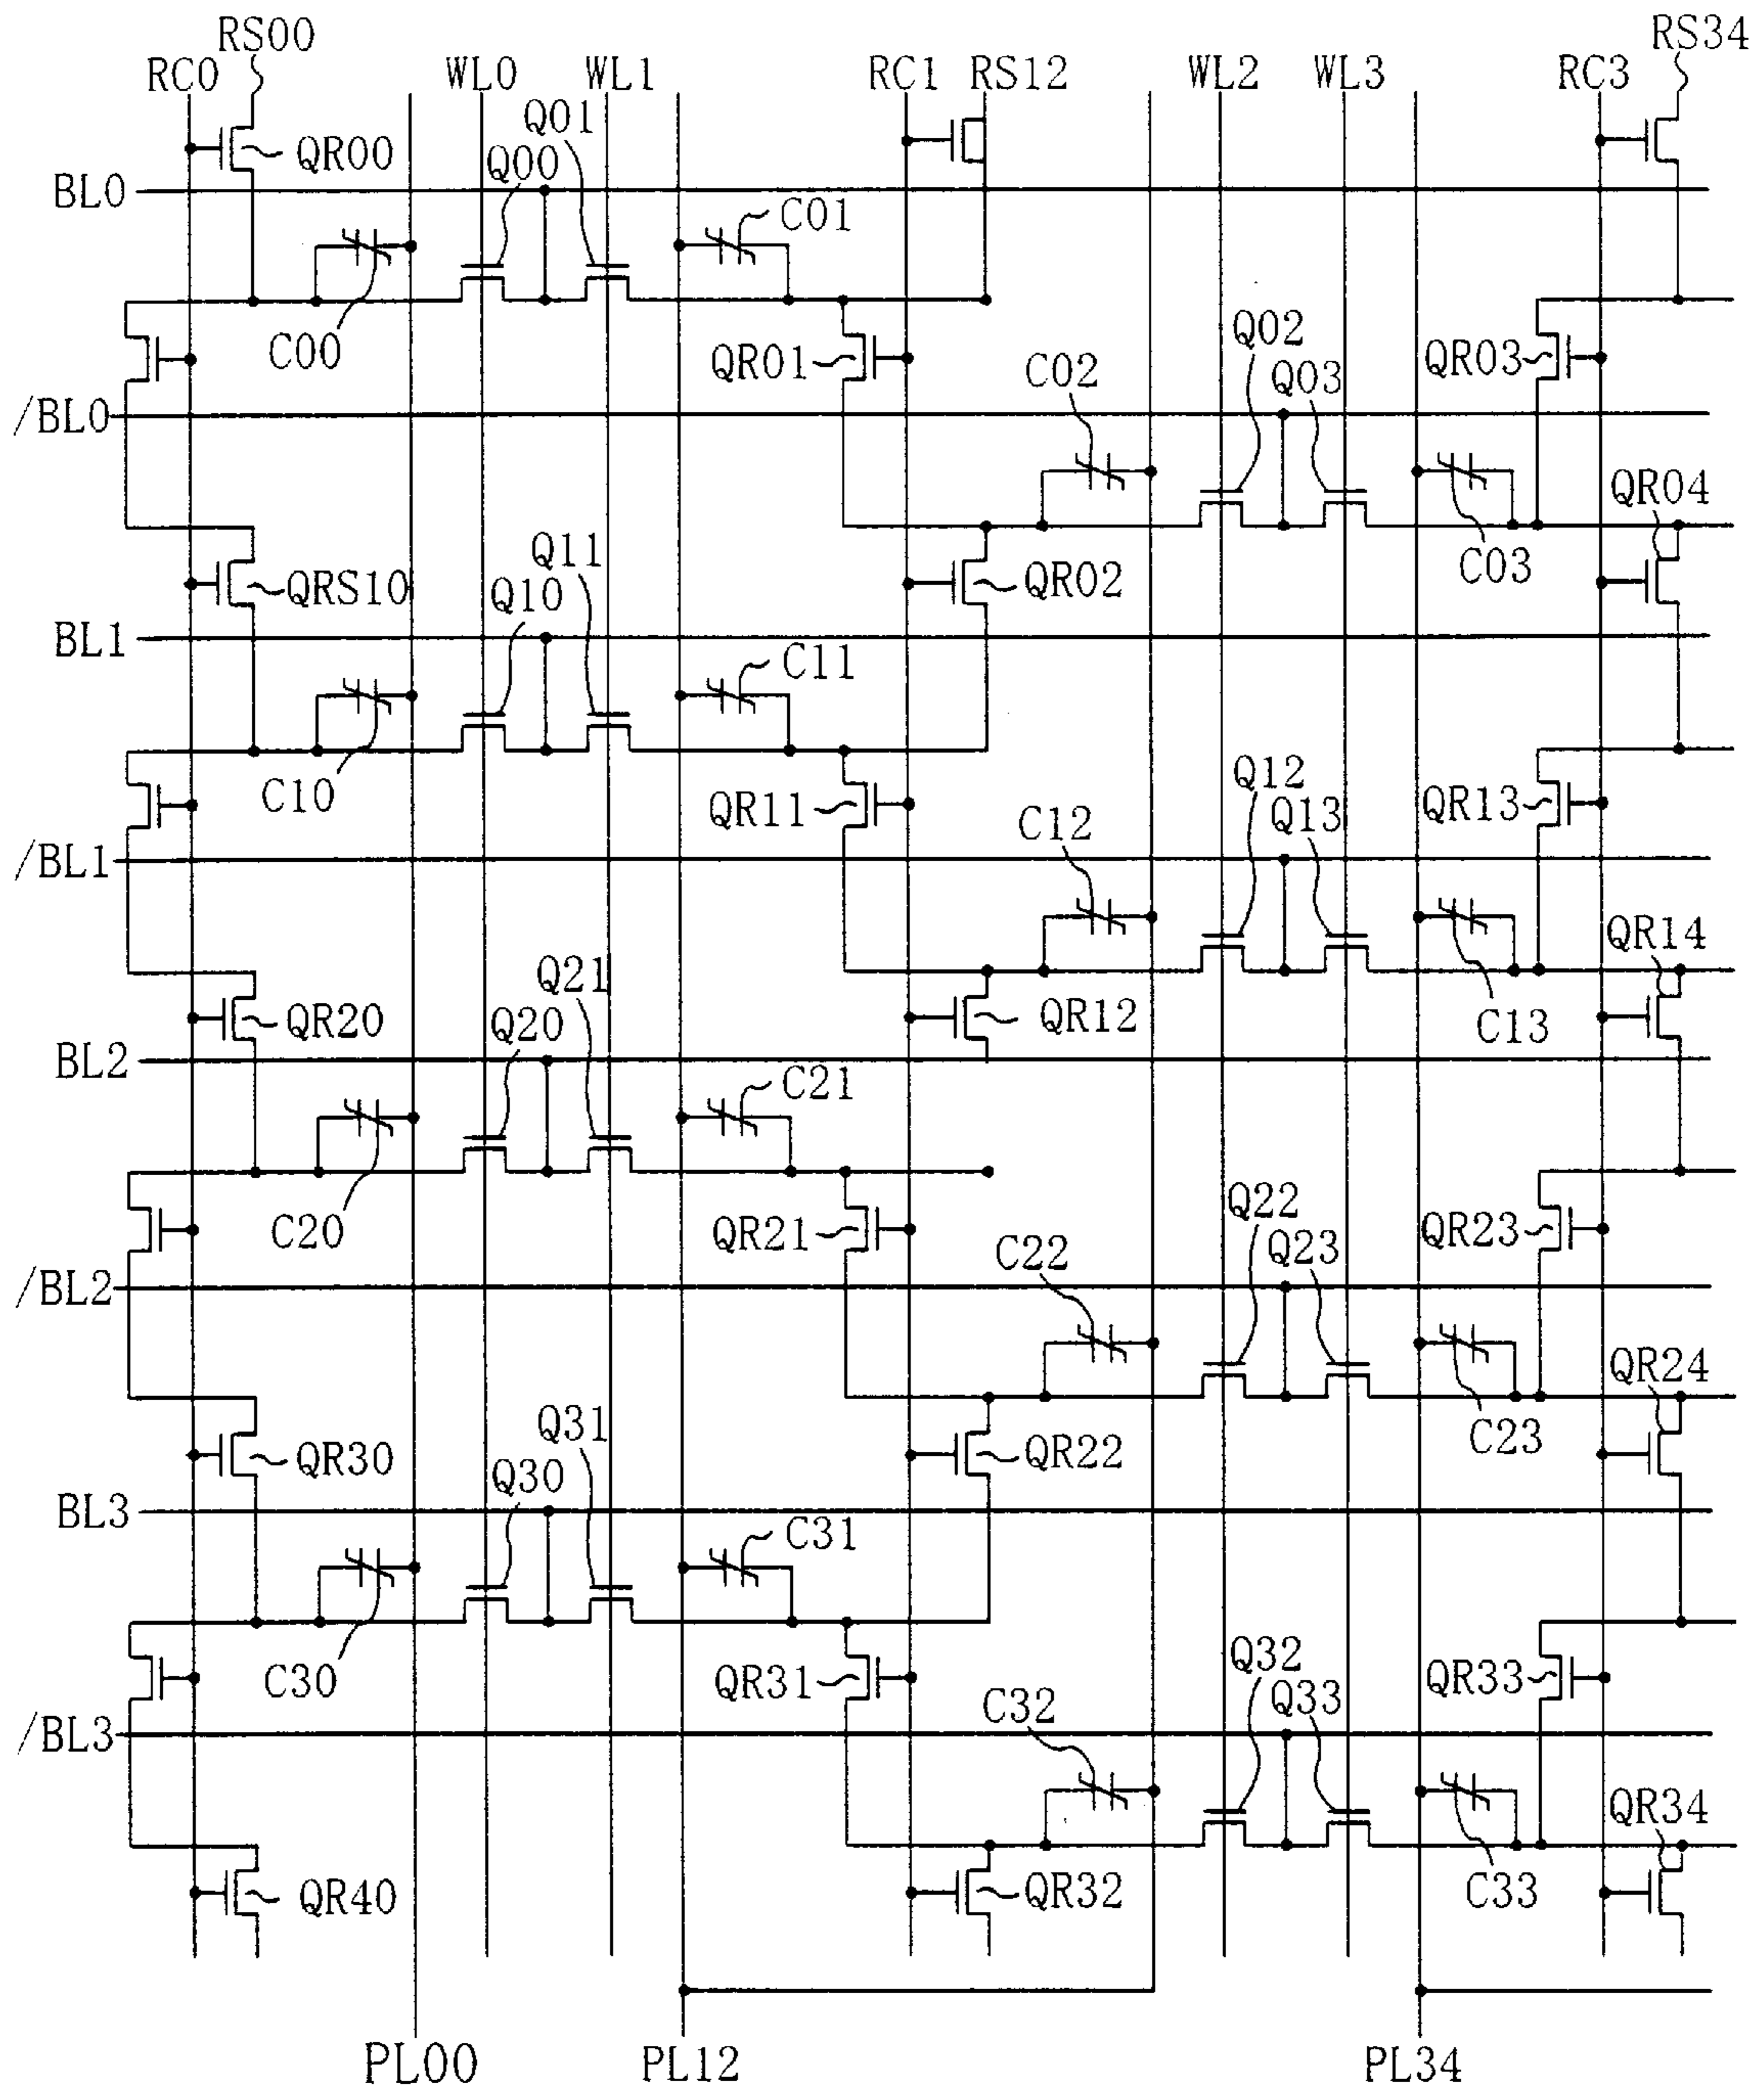 RS00
RS34
RC0
WL0
WL1
RC1
RS12
WL2
WL3
RC3
Q01
QR00
Q00
BL0
C01
Q02
C00
QR01
C02
Q03
QR03
/BL0
QR04
Q11
C03
QRS10
Q10
QR02
BL1
C11
Q12
C10
QR11
C12
Q13
QR13
/BL1
QR14
Q21
QR20
Q20
QR12
C13
BL2
C21
Q22
C20
QR21
C22
Q23
QR23
/BL2
QR24
Q31
C23
QR30
Q30
QR22
BL3
C31
Q32
C30
QR31
C32
Q33
QR33
/BL3
QR34
QR40
QR32
C33
PL00
PL12
PL34